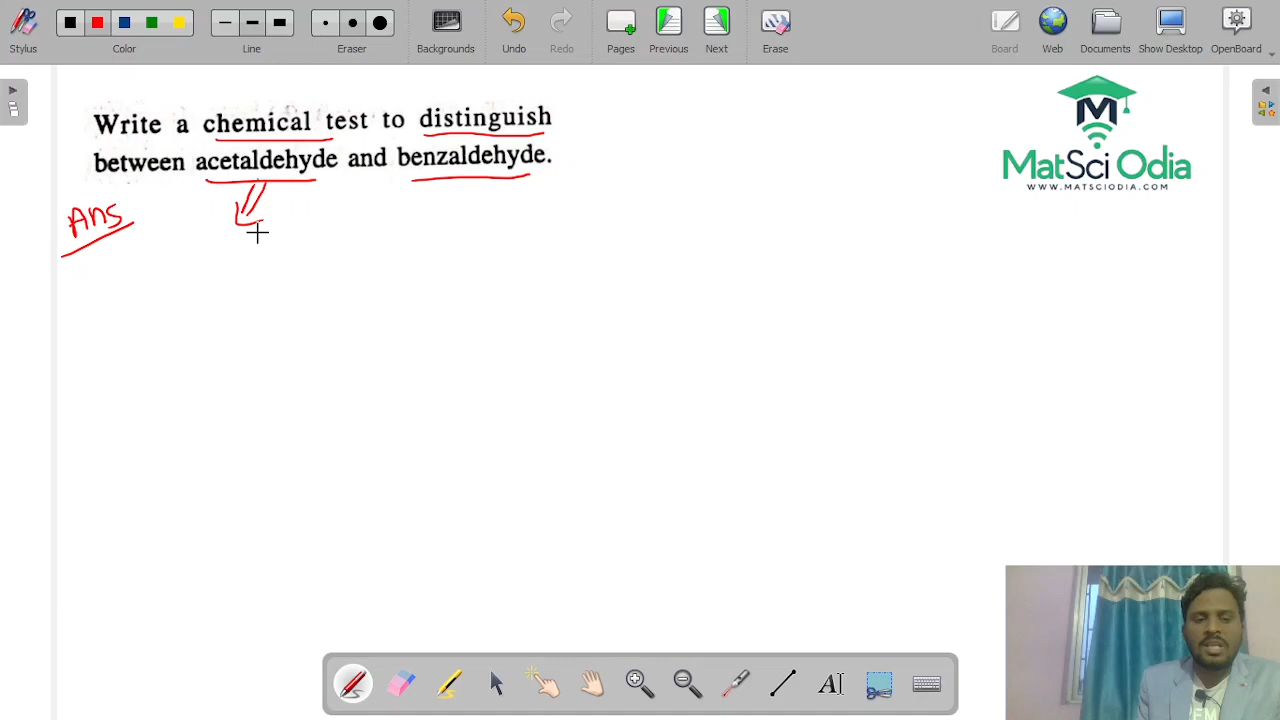 Stylus
Color
Line
Eraser
Backgrounds
Undo
Redo
Pages
Previous
Next
Erase
Board
Web
Documents
Show Desktop
OpenBoard
Write a chemical test to distinguish
between acetaldehyde and benzaldehyde.
Ans
M
MatSci Odia
WWW.MATSCIODIA.COM
AI